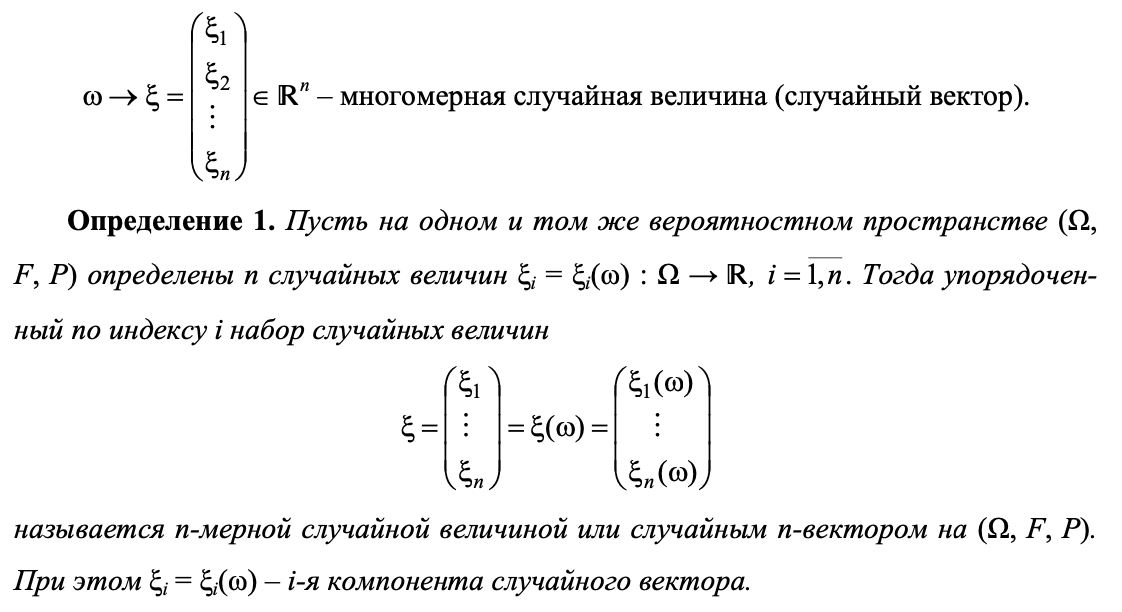 ω → ξ = (ξ₁ ξ₂ ⋮ ξₙ) ∈ ℝⁿ – многомерная случайная величина (случайный вектор).
Определение 1. Пусть на одном и том же вероятностном пространстве (Ω,
F, P) определены n случайных величин ξᵢ = ξᵢ(ω) : Ω → ℝ, i = 1,n. Тогда упорядочен-
ный по индексу i набор случайных величин
ξ = (ξ₁ ⋮ ξₙ) = ξ(ω) = (ξ₁(ω) ⋮ ξₙ(ω))
называется n-мерной случайной величиной или случайным n-вектором на (Ω, F, P).
При этом ξᵢ = ξᵢ(ω) – i-я компонента случайного вектора.